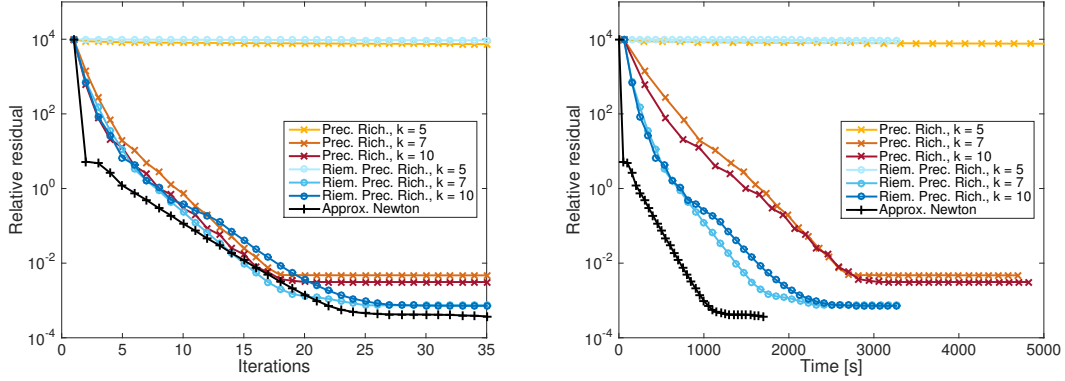 Relative residual
10^4
10^2
10^0
10^-2
10^-4
0
5
10
15
20
25
30
35
Iterations
Prec. Rich., k = 5
Prec. Rich., k = 7
Prec. Rich., k = 10
Riem. Prec. Rich., k = 5
Riem. Prec. Rich., k = 7
Riem. Prec. Rich., k = 10
Approx. Newton
Relative residual
10^4
10^2
10^0
10^-2
10^-4
0
1000
2000
3000
4000
5000
Time [s]
Prec. Rich., k = 5
Prec. Rich., k = 7
Prec. Rich., k = 10
Riem. Prec. Rich., k = 5
Riem. Prec. Rich., k = 7
Riem. Prec. Rich., k = 10
Approx. Newton